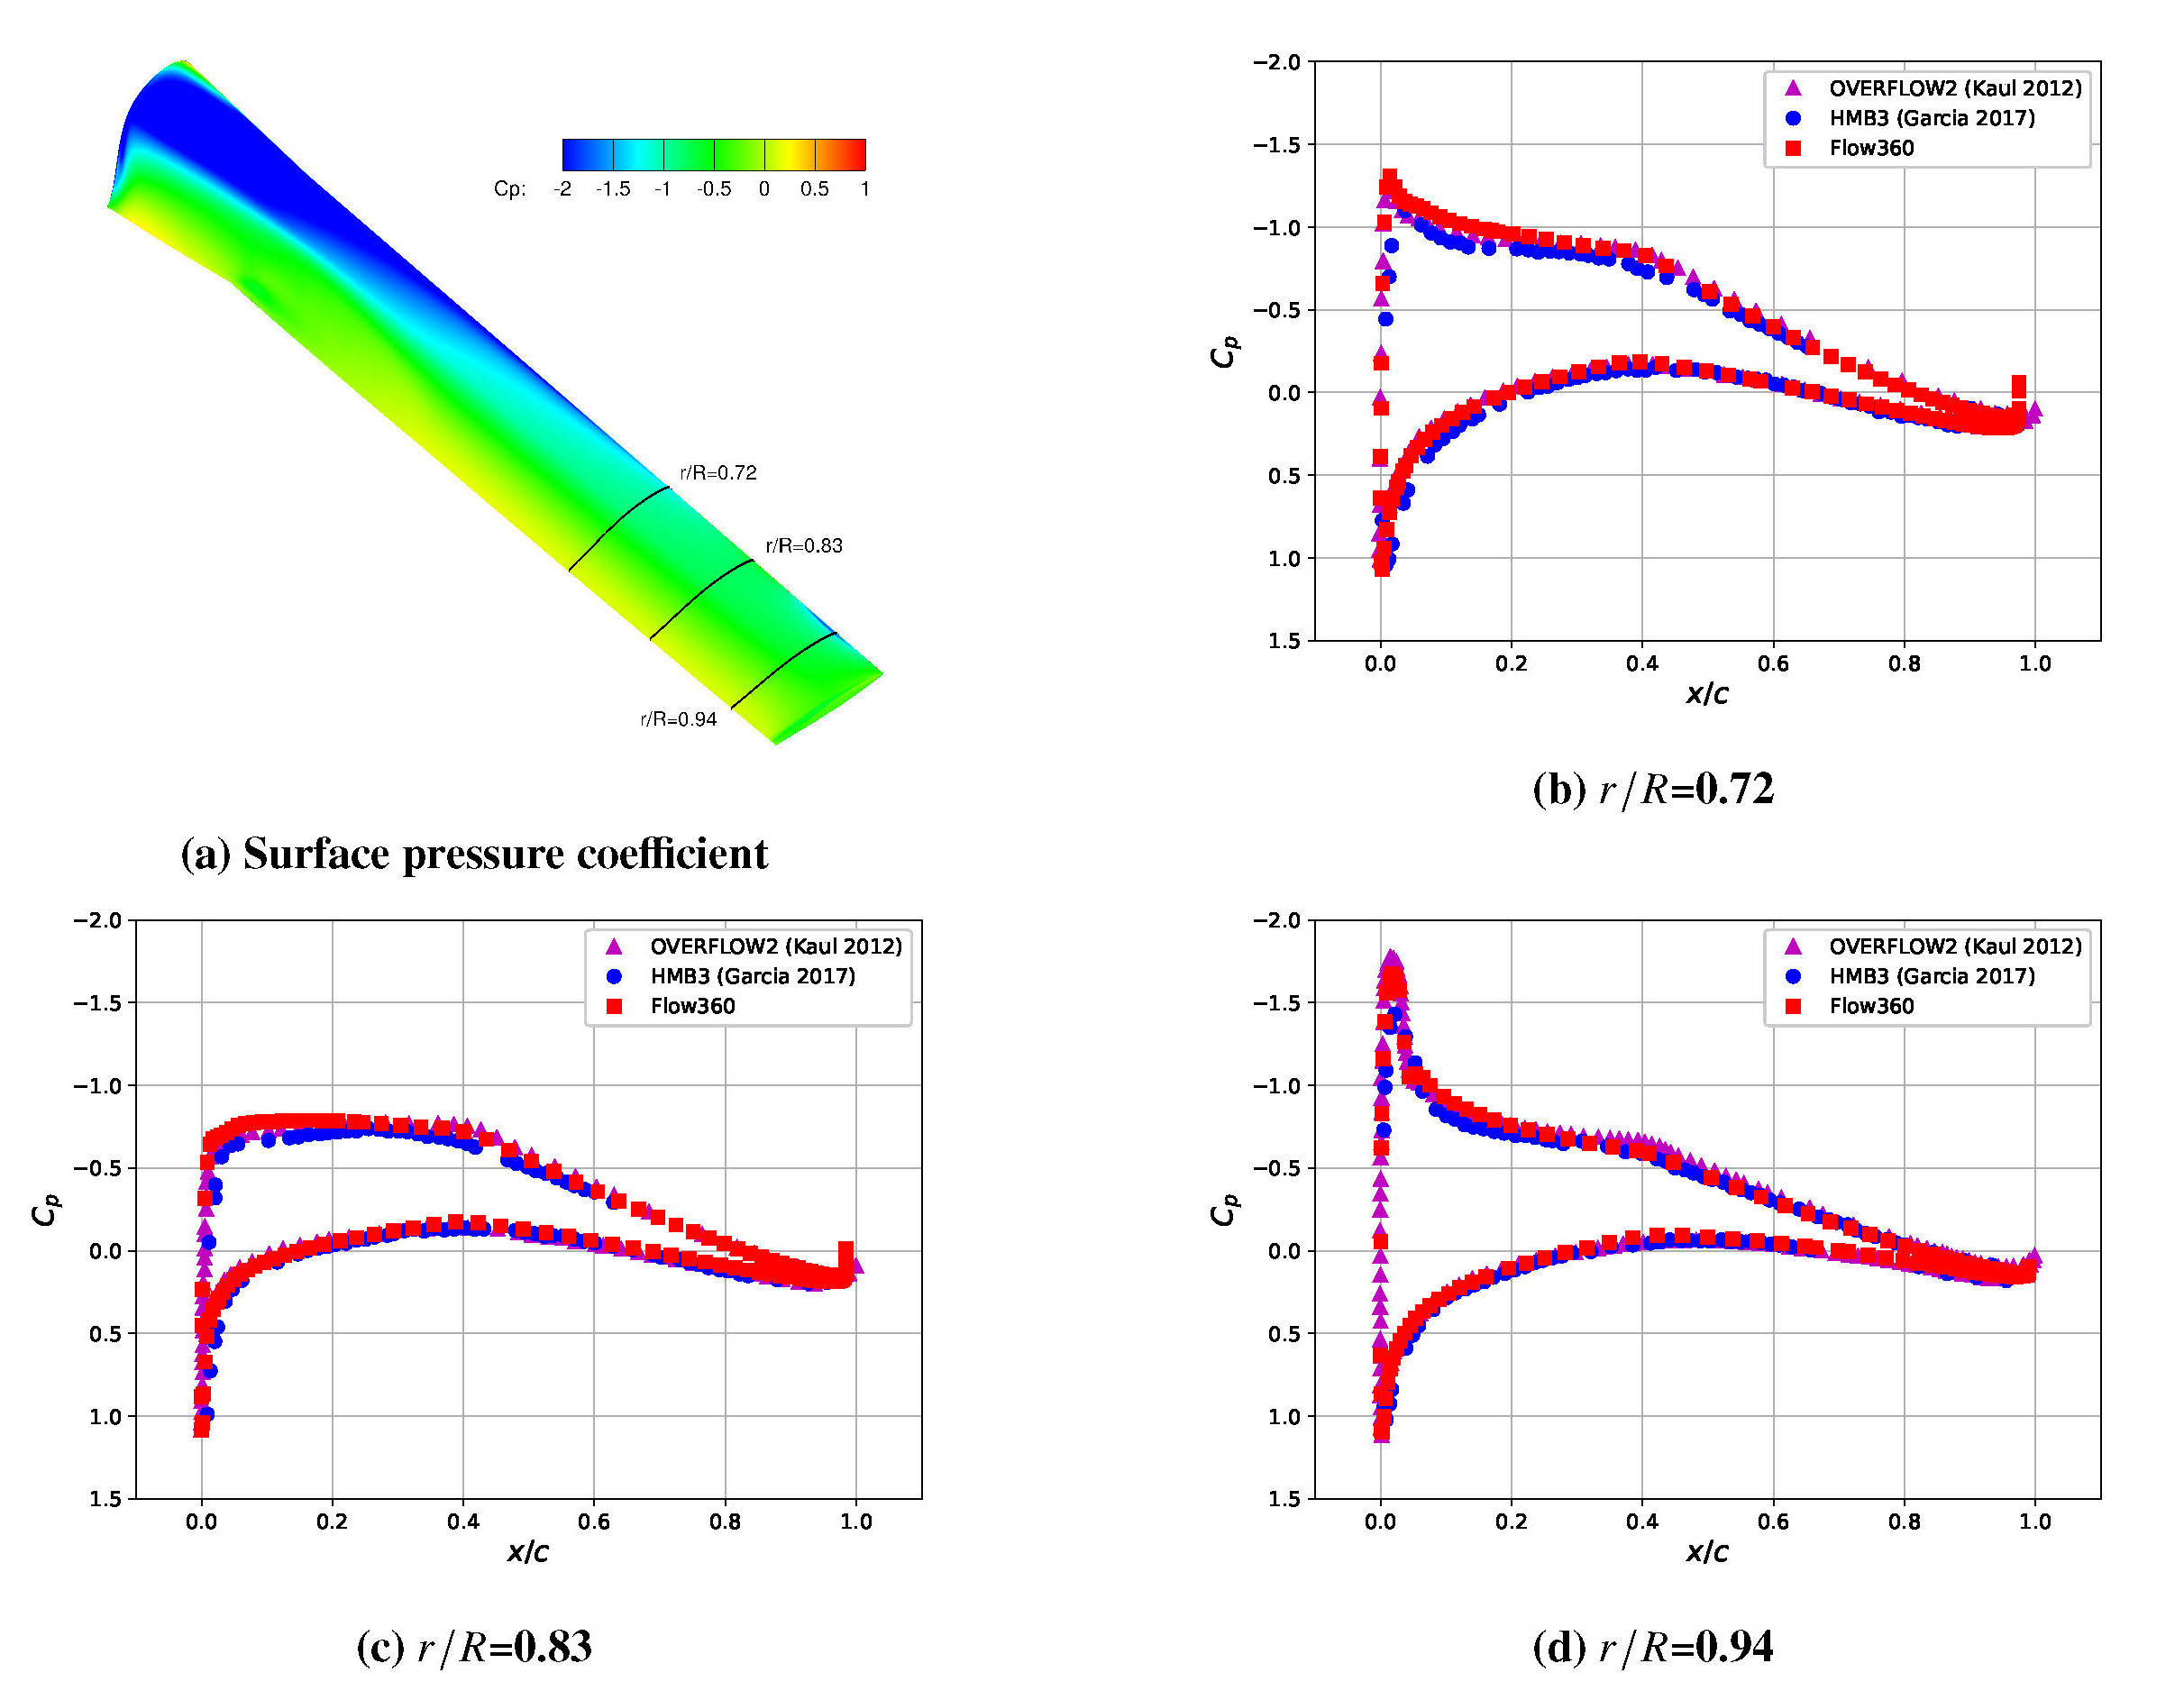 Cp: -2 -1.5 -1 -0.5 0 0.5 1
r/R=0.72
r/R=0.83
r/R=0.94
(a) Surface pressure coefficient
−2.0
−1.5
−1.0
−0.5
0.0
0.5
1.0
1.5
Cp
OVERFLOW2 (Kaul 2012)
HMB3 (Garcia 2017)
Flow360
0.0 0.2 0.4 0.6 0.8 1.0
x/c
(b) r/R=0.72
−2.0
−1.5
−1.0
−0.5
0.0
0.5
1.0
1.5
Cp
OVERFLOW2 (Kaul 2012)
HMB3 (Garcia 2017)
Flow360
0.0 0.2 0.4 0.6 0.8 1.0
x/c
(c) r/R=0.83
−2.0
−1.5
−1.0
−0.5
0.0
0.5
1.0
1.5
Cp
OVERFLOW2 (Kaul 2012)
HMB3 (Garcia 2017)
Flow360
0.0 0.2 0.4 0.6 0.8 1.0
x/c
(d) r/R=0.94